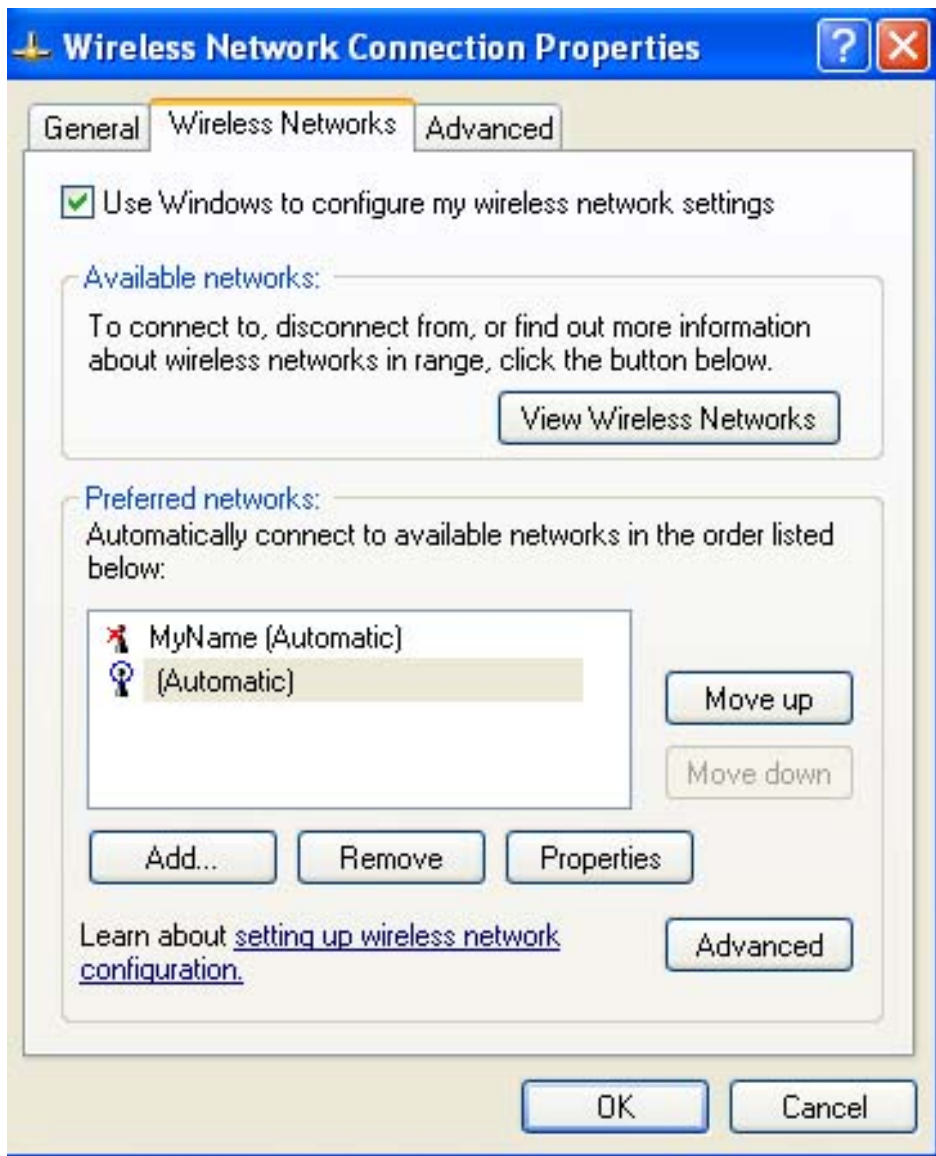 Wireless Network Connection Properties
General
Wireless Networks
Advanced
Use Windows to configure my wireless network settings
Available networks:
To connect to, disconnect from, or find out more information
about wireless networks in range, click the button below.
View Wireless Networks
Preferred networks:
Automatically connect to available networks in the order listed
below:
MyName (Automatic)
(Automatic)
Move up
Move down
Add...
Remove
Properties
Learn about setting up wireless network
configuration.
Advanced
OK
Cancel